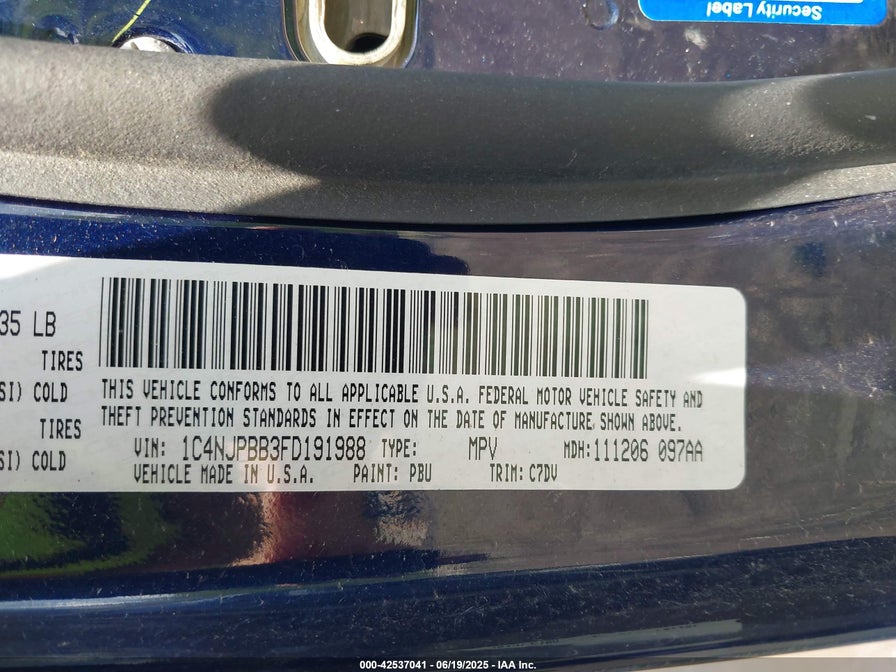 Security Label
35 LB
TIRES
SI) COLD
TIRES
SI) COLD
THIS VEHICLE CONFORMS TO ALL APPLICABLE U.S.A. FEDERAL MOTOR VEHICLE SAFETY AND
THEFT PREVENTION STANDARDS IN EFFECT ON THE DATE OF MANUFACTURE SHOWN ABOVE.
VIN: 1C4NJPBB3FD191988 TYPE: MPV MDH: 111206 097AA
VEHICLE MADE IN U.S.A. PAINT: PBU TRIM: C7DV
000-42537041 - 06/19/2025 - IAA Inc.